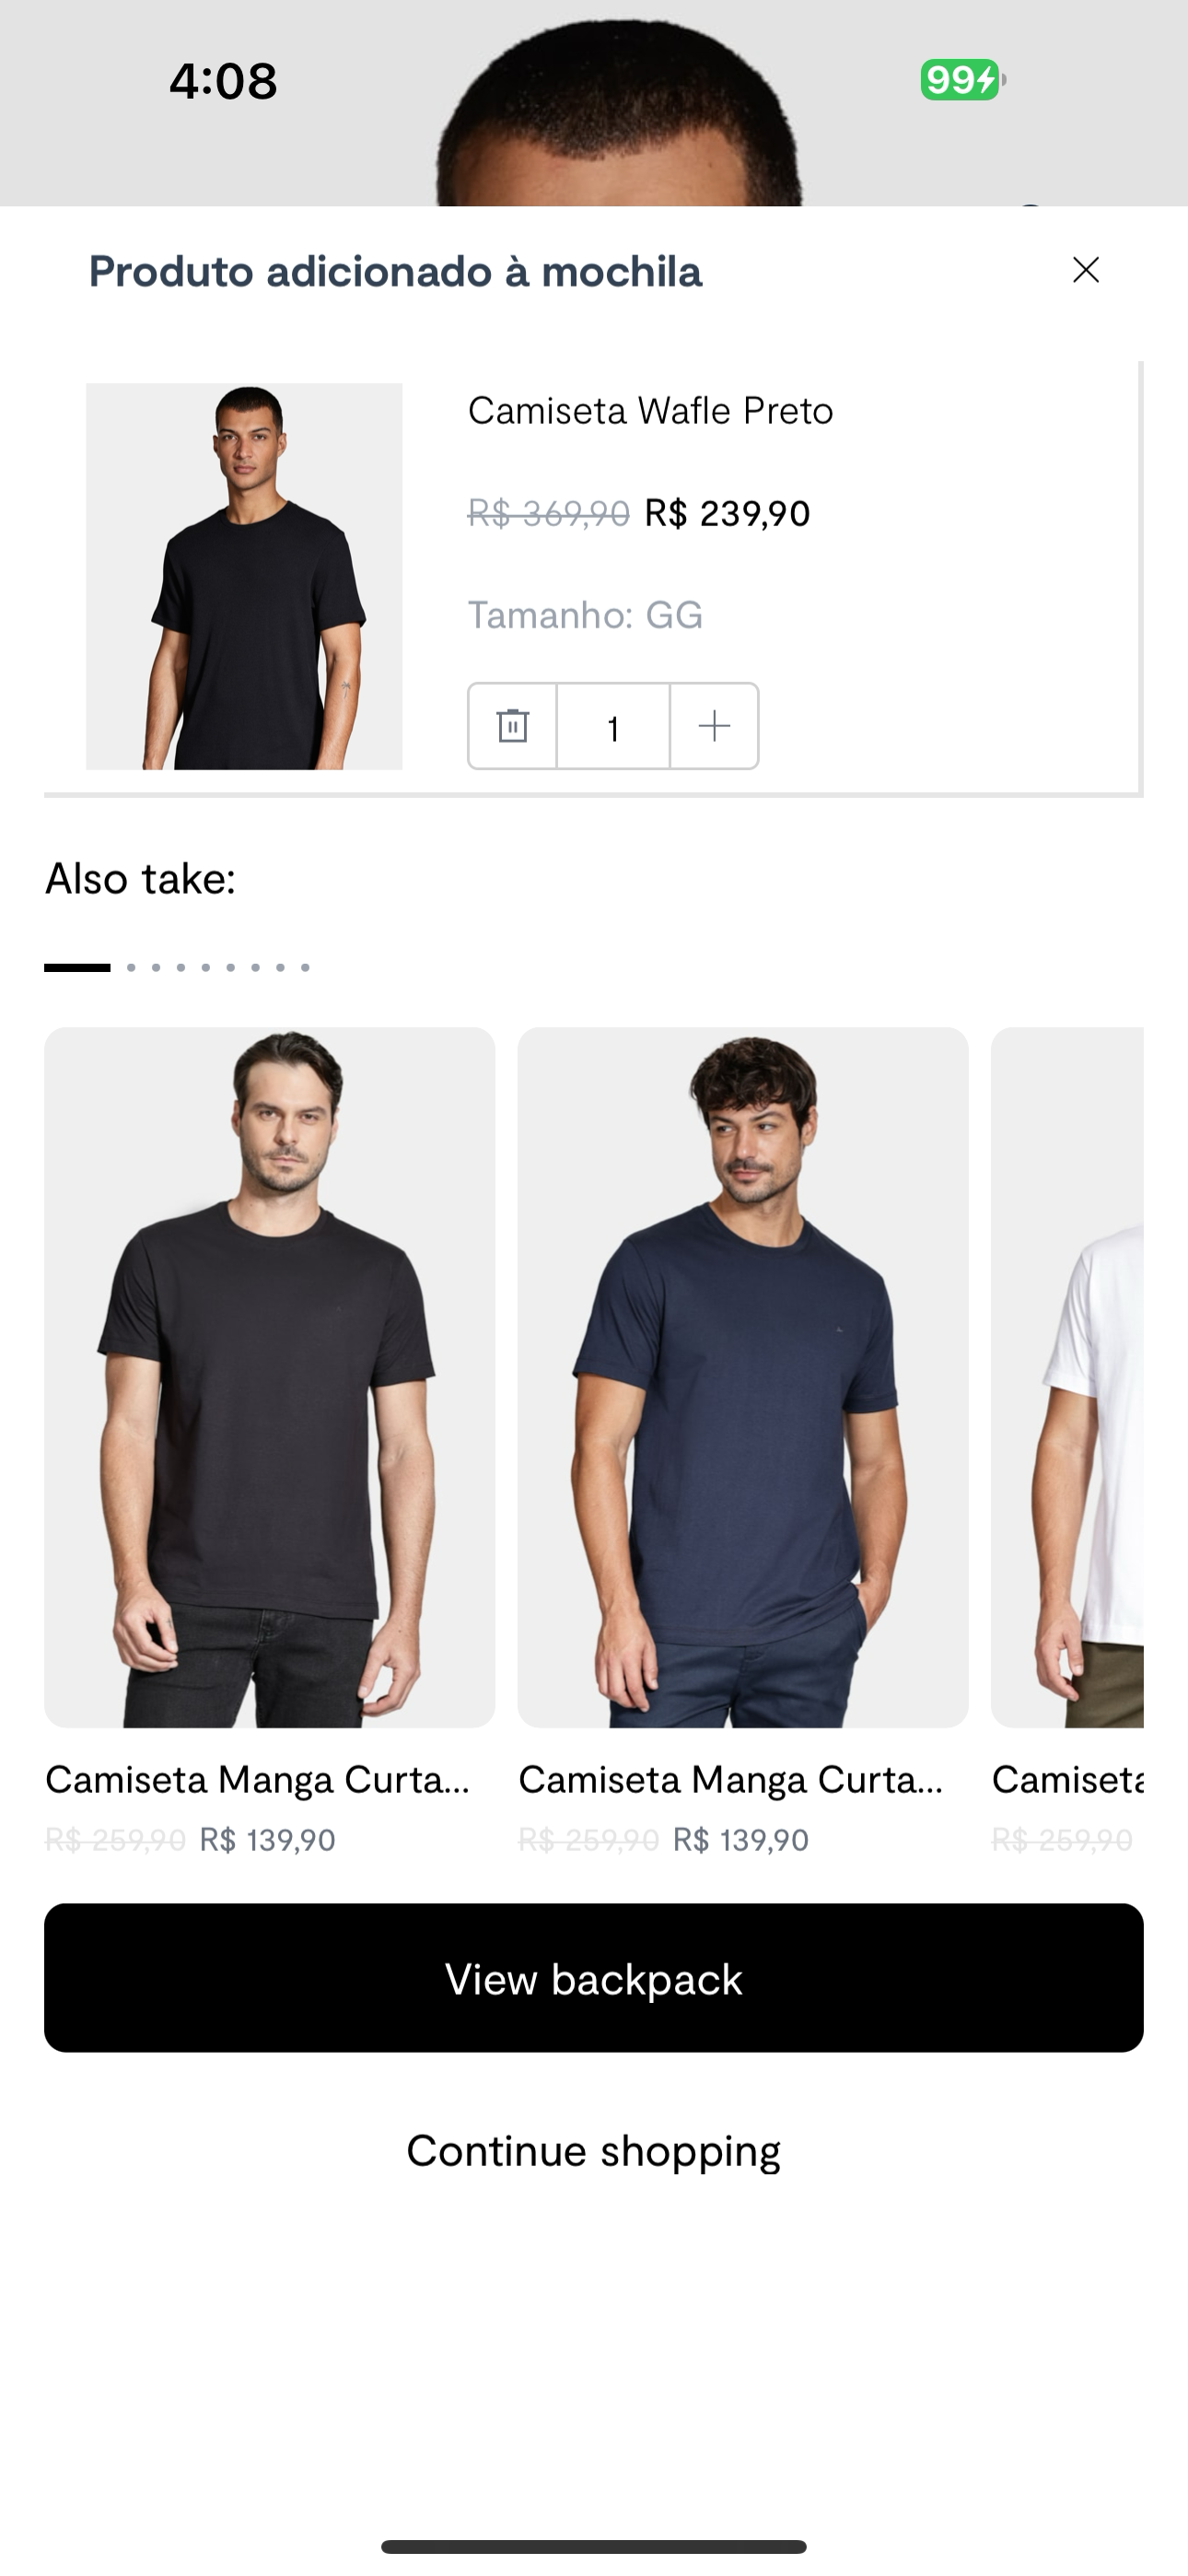 4:08
99
Produto adicionado à mochila
Camiseta Wafle Preto
R$ 369,90 R$ 239,90
Tamanho: GG
1
Also take:
Camiseta Manga Curta...
R$ 259,90 R$ 139,90
Camiseta Manga Curta...
R$ 259,90 R$ 139,90
Camiseta
R$ 259,90
View backpack
Continue shopping